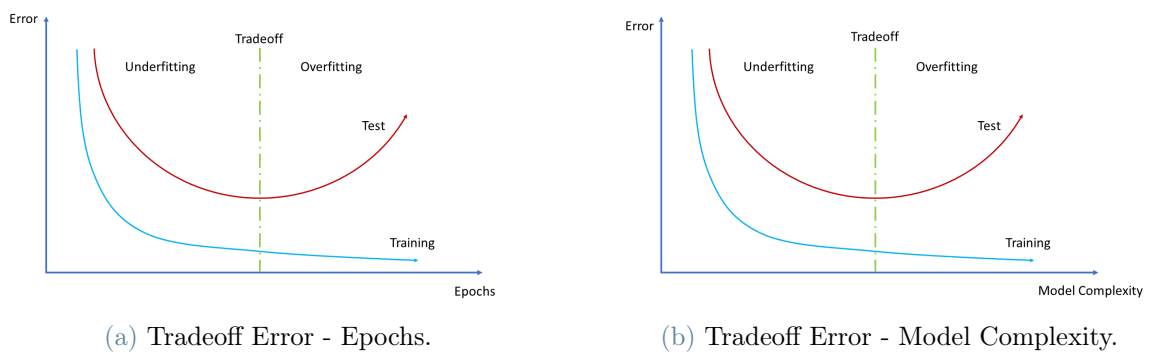 Error
Tradeoff
Underfitting
Overfitting
Test
Training
Epochs
(a) Tradeoff Error - Epochs.
Error
Tradeoff
Underfitting
Overfitting
Test
Training
Model Complexity
(b) Tradeoff Error - Model Complexity.